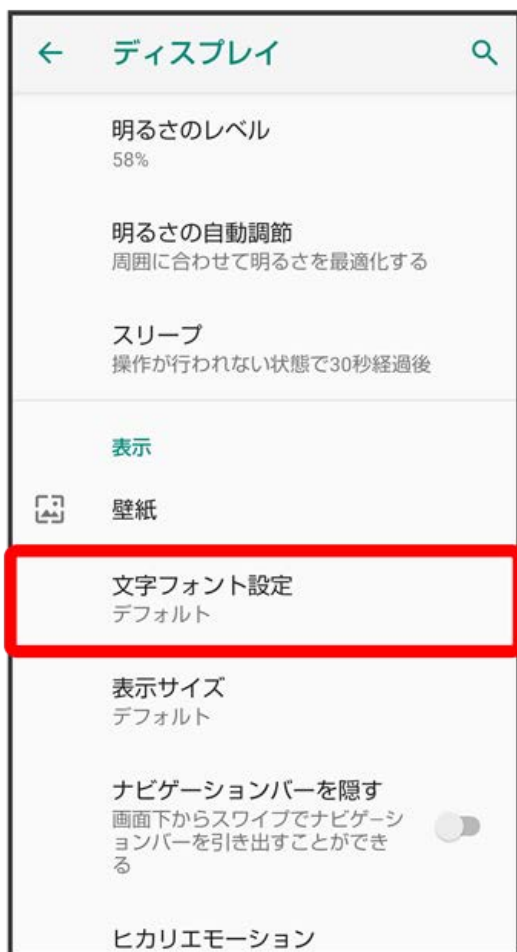 ディスプレイ
明るさのレベル
58%
明るさの自動調節
周囲に合わせて明るさを最適化する
スリープ
操作が行われない状態で30秒経過後
表示
壁紙
文字フォント設定
デフォルト
表示サイズ
デフォルト
ナビゲーションバーを隠す
画面下からスワイプでナビゲーシ
ョンバーを引き出すことができ
る
ヒカリエモーション